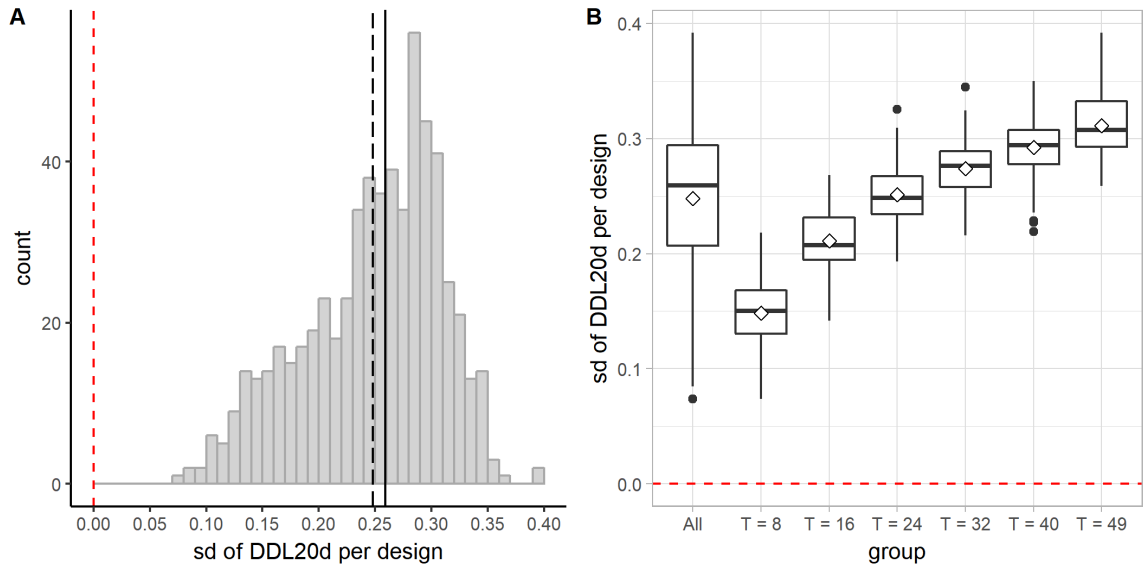 A
count
40
20
0
0.00 0.05 0.10 0.15 0.20 0.25 0.30 0.35 0.40
sd of DDL20d per design
B
sd of DDL20d per design
0.4
0.3
0.2
0.1
0.0
All T = 8 T = 16 T = 24 T = 32 T = 40 T = 49
group